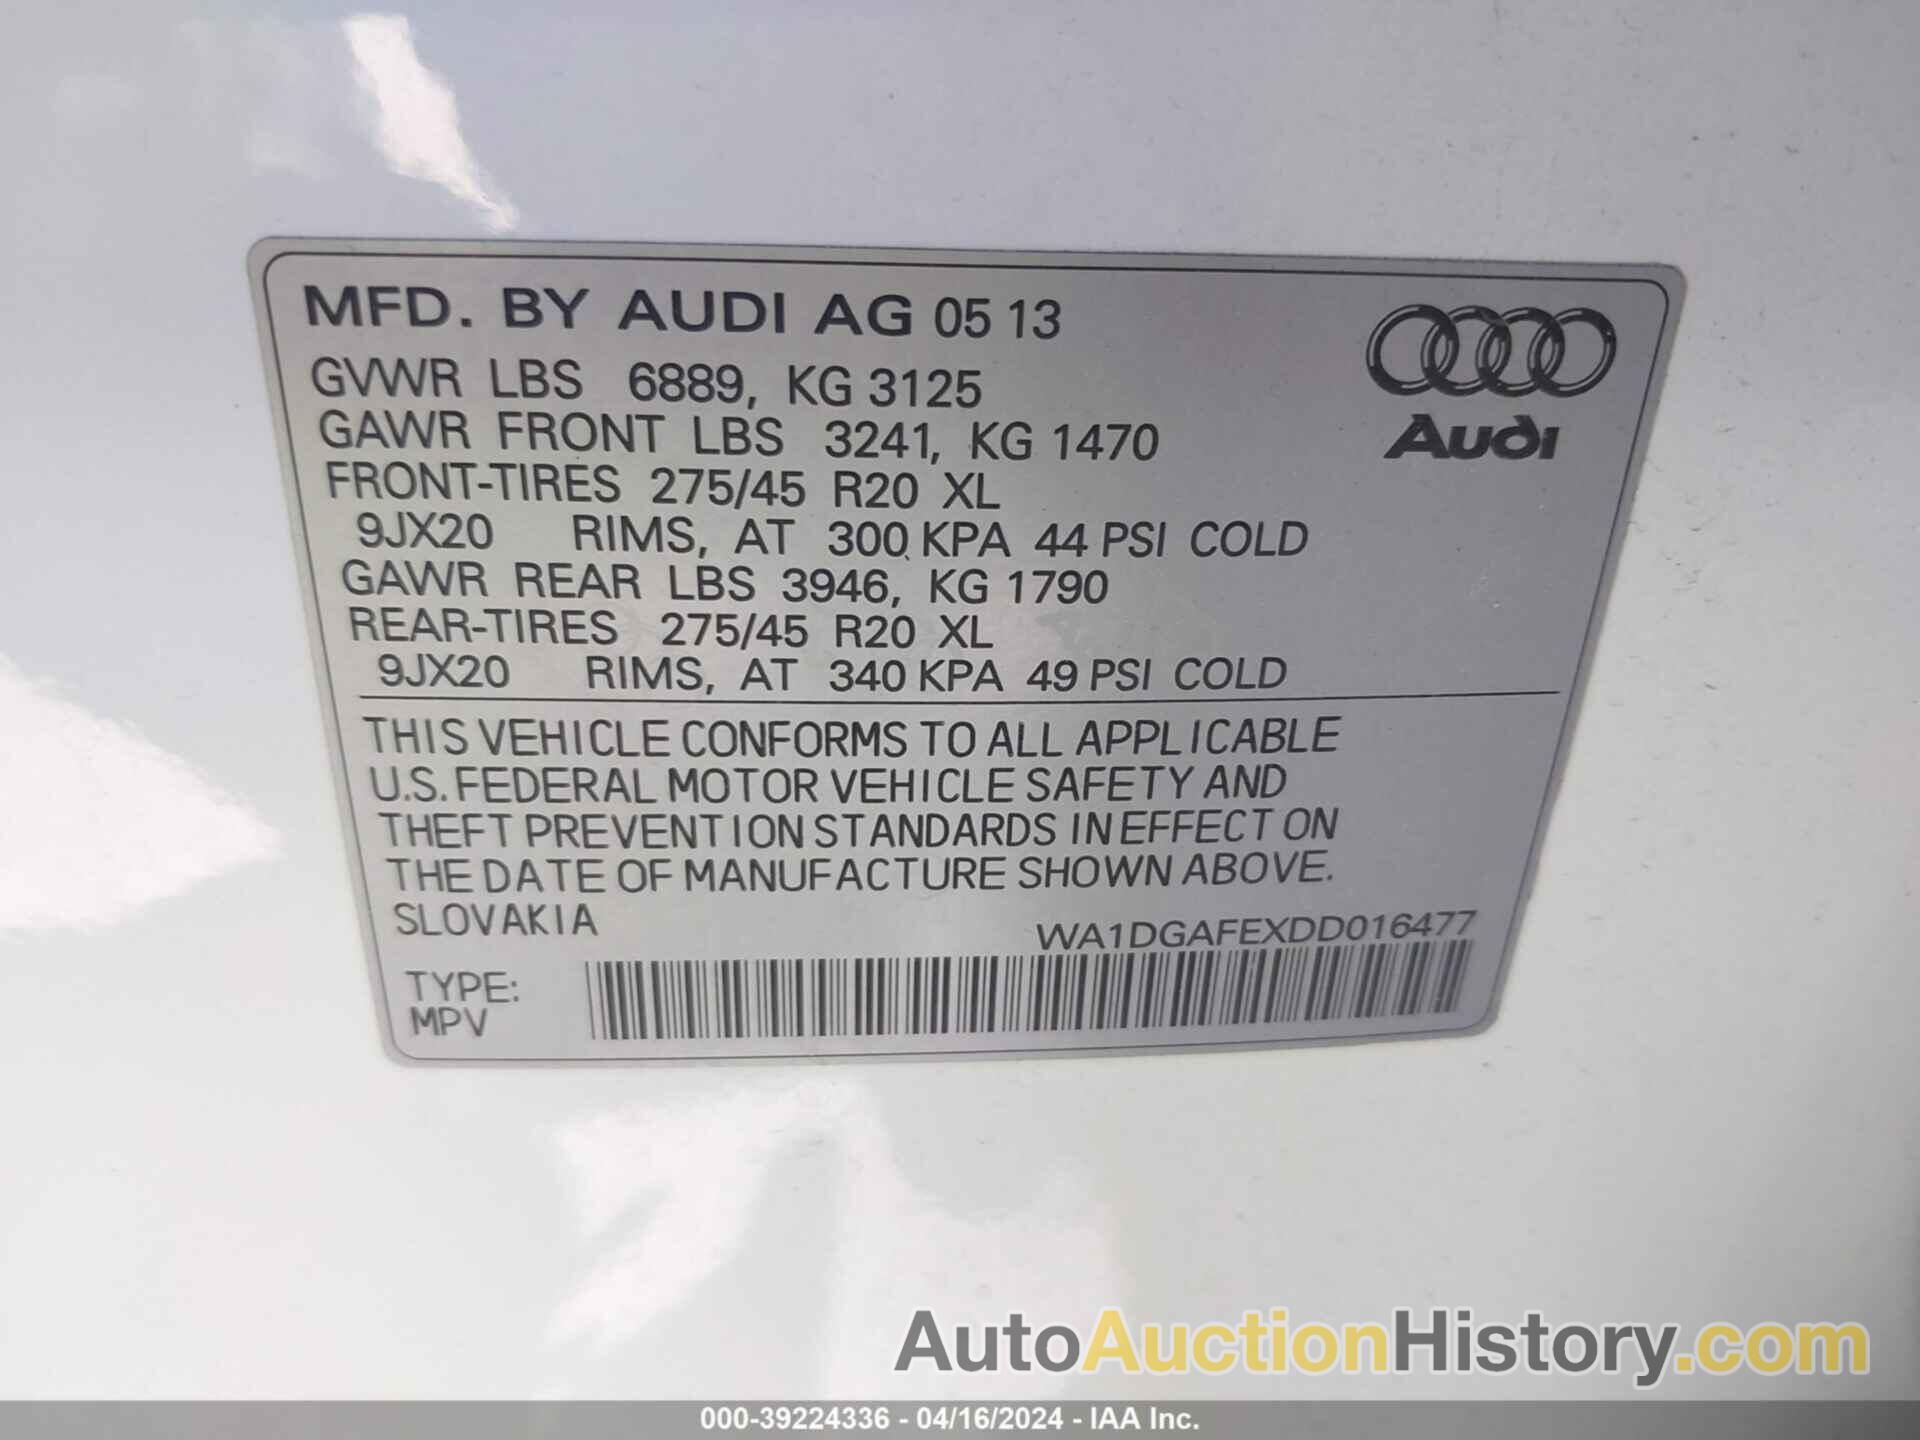 MFD. BY AUDI AG 05 13
GVWR LBS 6889, KG 3125
GAWR FRONT LBS 3241, KG 1470
FRONT-TIRES 275/45 R20 XL
9JX20 RIMS, AT 300 KPA 44 PSI COLD
GAWR REAR LBS 3946, KG 1790
REAR-TIRES 275/45 R20 XL
9JX20 RIMS, AT 340 KPA 49 PSI COLD
Audi
THIS VEHICLE CONFORMS TO ALL APPLICABLE
U.S. FEDERAL MOTOR VEHICLE SAFETY AND
THEFT PREVENTION STANDARDS IN EFFECT ON
THE DATE OF MANUFACTURE SHOWN ABOVE.
SLOVAKIA
WA1DGAFEXDD016477
TYPE:
MPV
AutoAuctionHistory.com
000-39224336 - 04/16/2024 - IAA Inc.